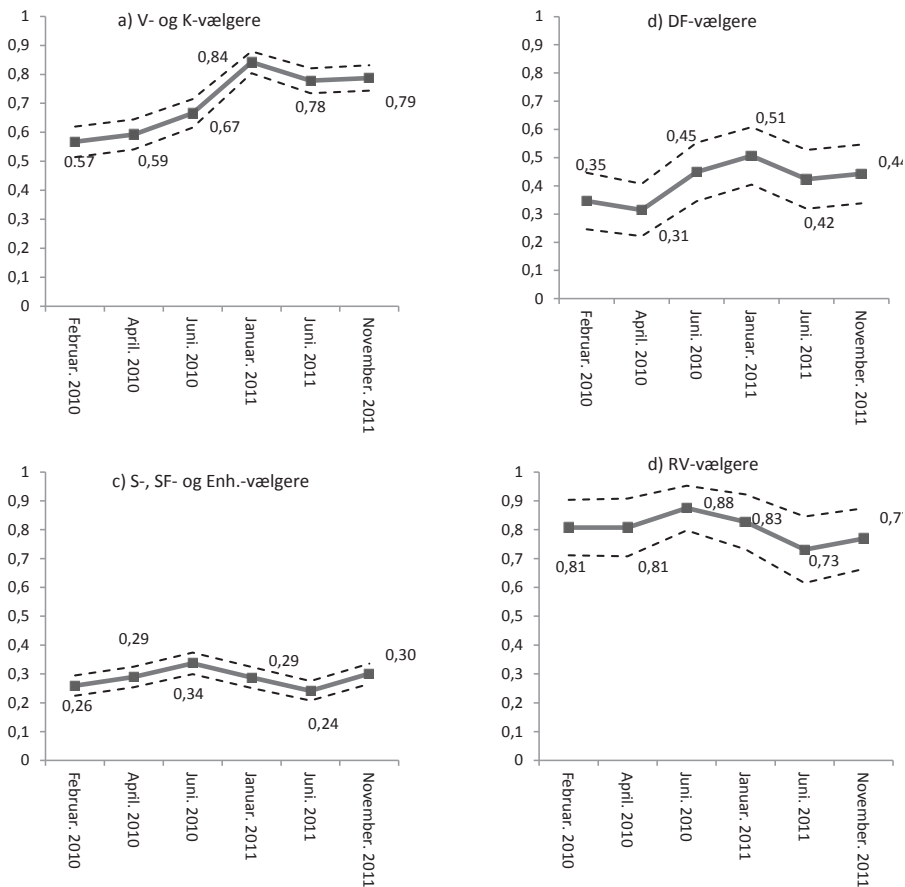 a) V- og K-vælgere
1
0,9
0,8
0,7
0,6
0,5
0,4
0,3
0,2
0,1
0
0,57
0,59
0,67
0,84
0,78
0,79
Februar. 2010
April. 2010
Juni. 2010
Januar. 2011
Juni. 2011
November. 2011
d) DF-vælgere
1
0,9
0,8
0,7
0,6
0,5
0,4
0,3
0,2
0,1
0
0,35
0,31
0,45
0,51
0,42
0,44
Februar. 2010
April. 2010
Juni. 2010
Januar. 2011
Juni. 2011
November. 2011
c) S-, SF- og Enh.-vælgere
1
0,9
0,8
0,7
0,6
0,5
0,4
0,3
0,2
0,1
0
0,26
0,29
0,34
0,29
0,24
0,30
Februar. 2010
April. 2010
Juni. 2010
Januar. 2011
Juni. 2011
November. 2011
d) RV-vælgere
1
0,9
0,8
0,7
0,6
0,5
0,4
0,3
0,2
0,1
0
0,81
0,81
0,88
0,83
0,73
0,77
Februar. 2010
April. 2010
Juni. 2010
Januar. 2011
Juni. 2011
November. 2011